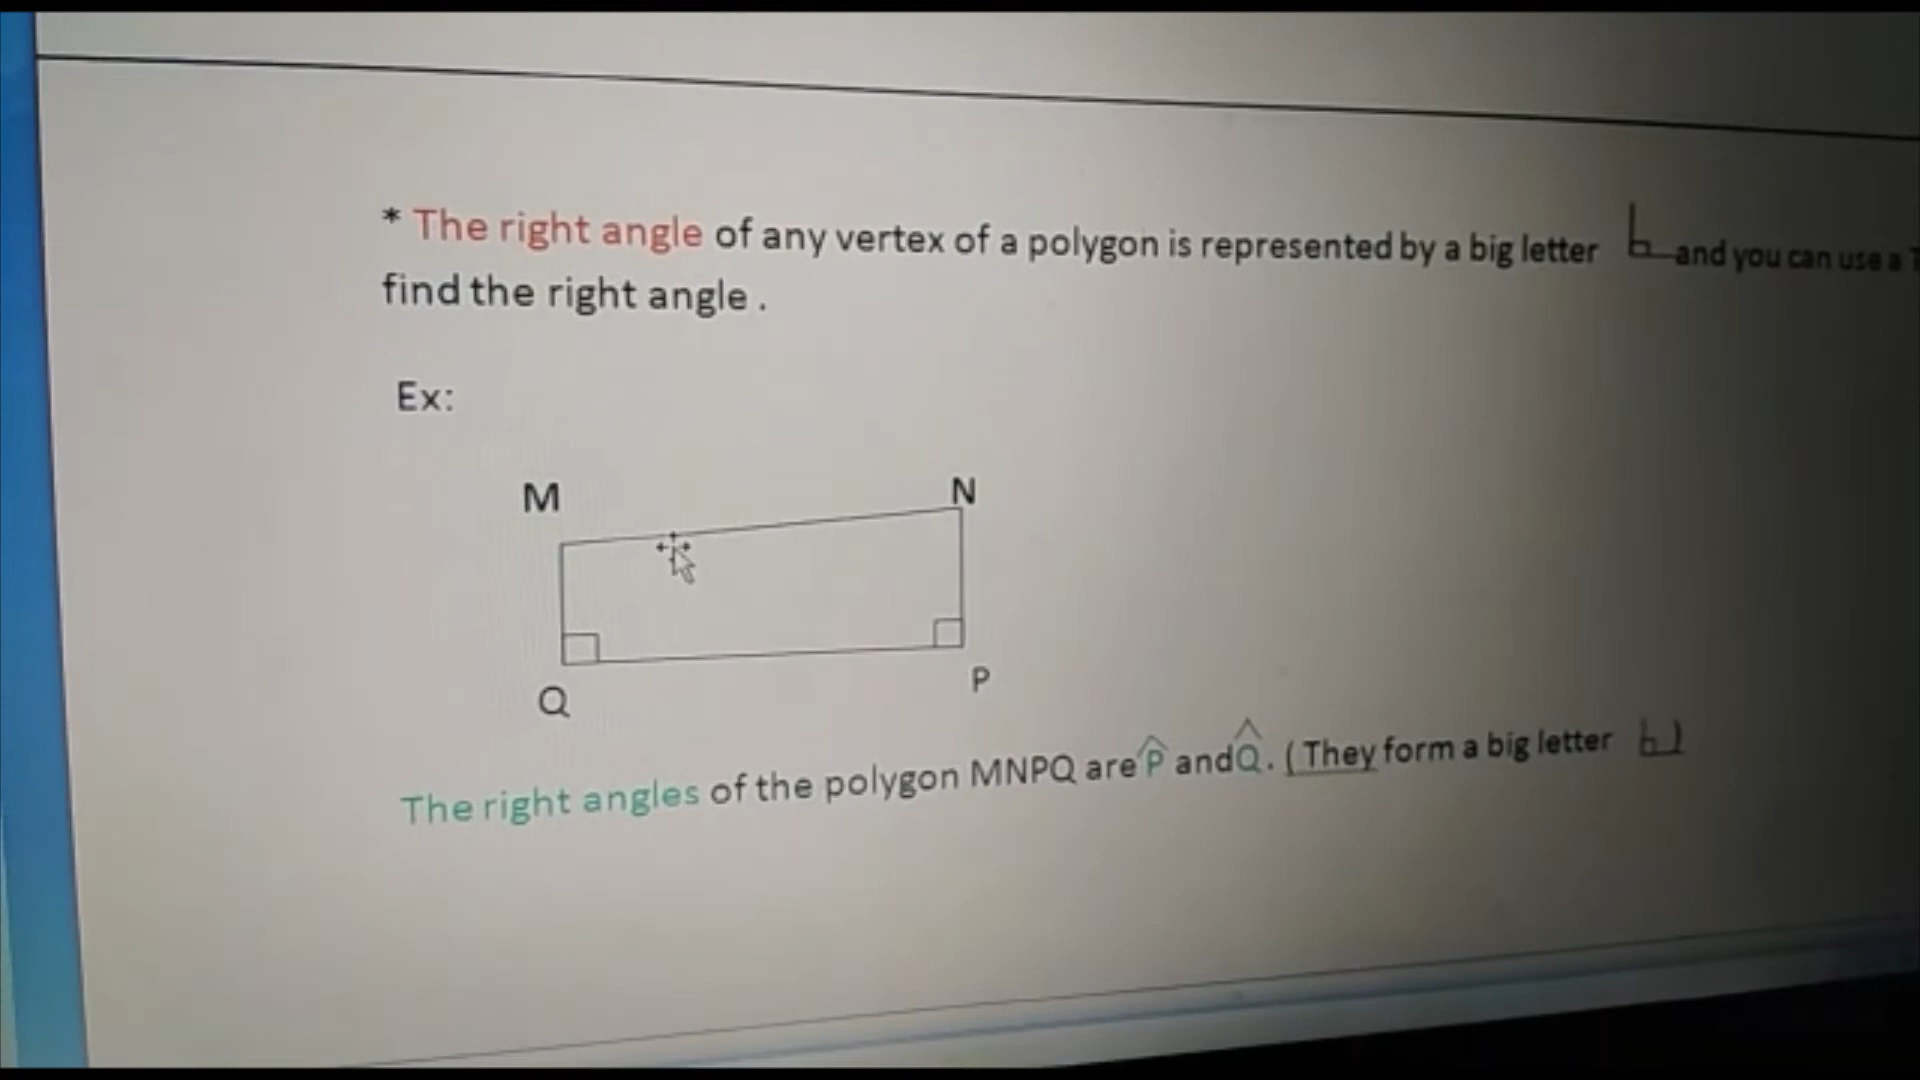 * The right angle of any vertex of a polygon is represented by a big letter and you can use a
find the right angle .
Ex:
M
N
Q
P
The right angles of the polygon MNPQ are P̂ and Q̂. ( They form a big letter )